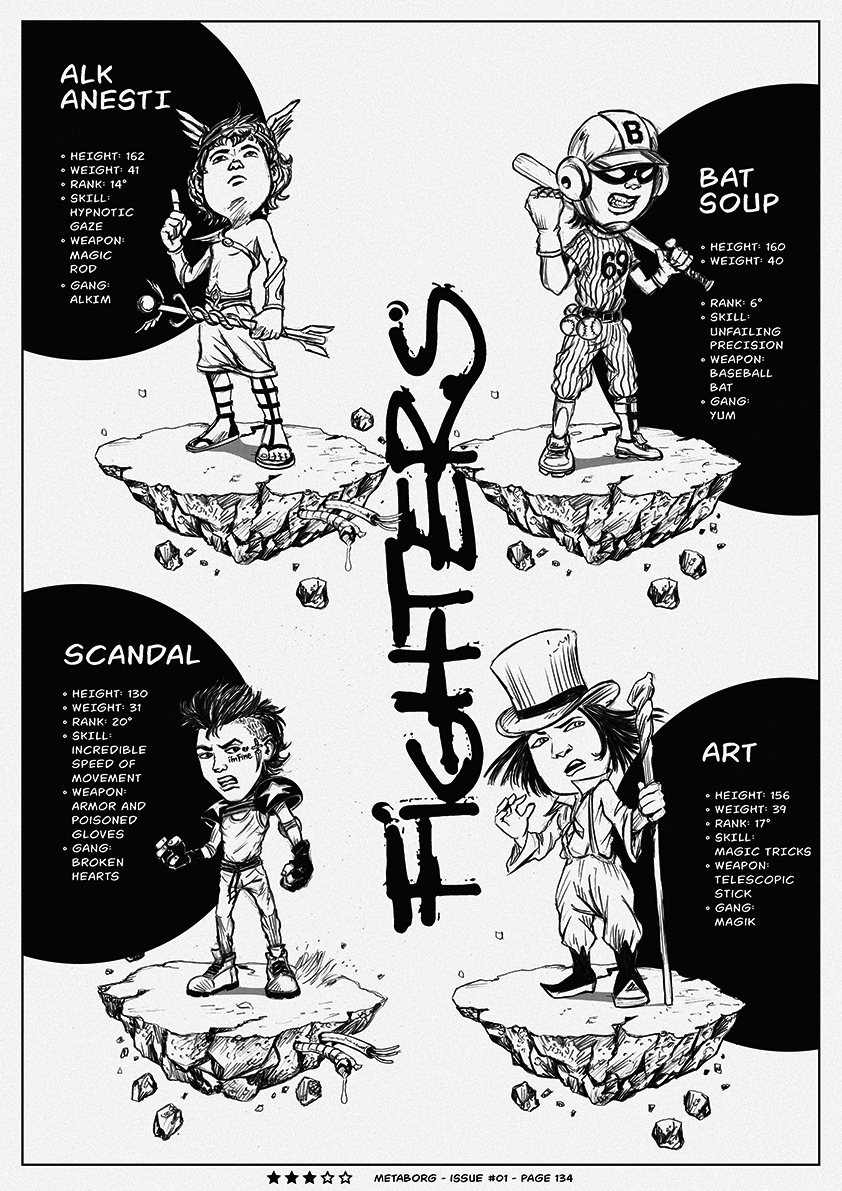 ALK
ANESTI
• HEIGHT: 162
• WEIGHT: 41
• RANK: 14°
• SKILL:
HYPNOTIC
GAZE
• WEAPON:
MAGIC
ROD
• GANG:
ALKIM
B
69
BAT
SOUP
• HEIGHT: 160
• WEIGHT: 40
• RANK: 6°
• SKILL:
UNFAILING
PRECISION
• WEAPON:
BASEBALL
BAT
• GANG:
YUM
FIGHTERS
SCANDAL
• HEIGHT: 130
• WEIGHT: 31
• RANK: 20°
• SKILL:
INCREDIBLE
SPEED OF
MOVEMENT
• WEAPON:
ARMOR AND
POISONED
GLOVES
• GANG:
BROKEN
HEARTS
imFine
ART
• HEIGHT: 156
• WEIGHT: 39
• RANK: 17°
• SKILL:
MAGIC TRICKS
• WEAPON:
TELESCOPIC
STICK
• GANG:
MAGIK
METABORG - ISSUE #01 - PAGE 134